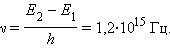 ν = (E₂ − E₁)/h = 1,2·10¹⁵ Гц.